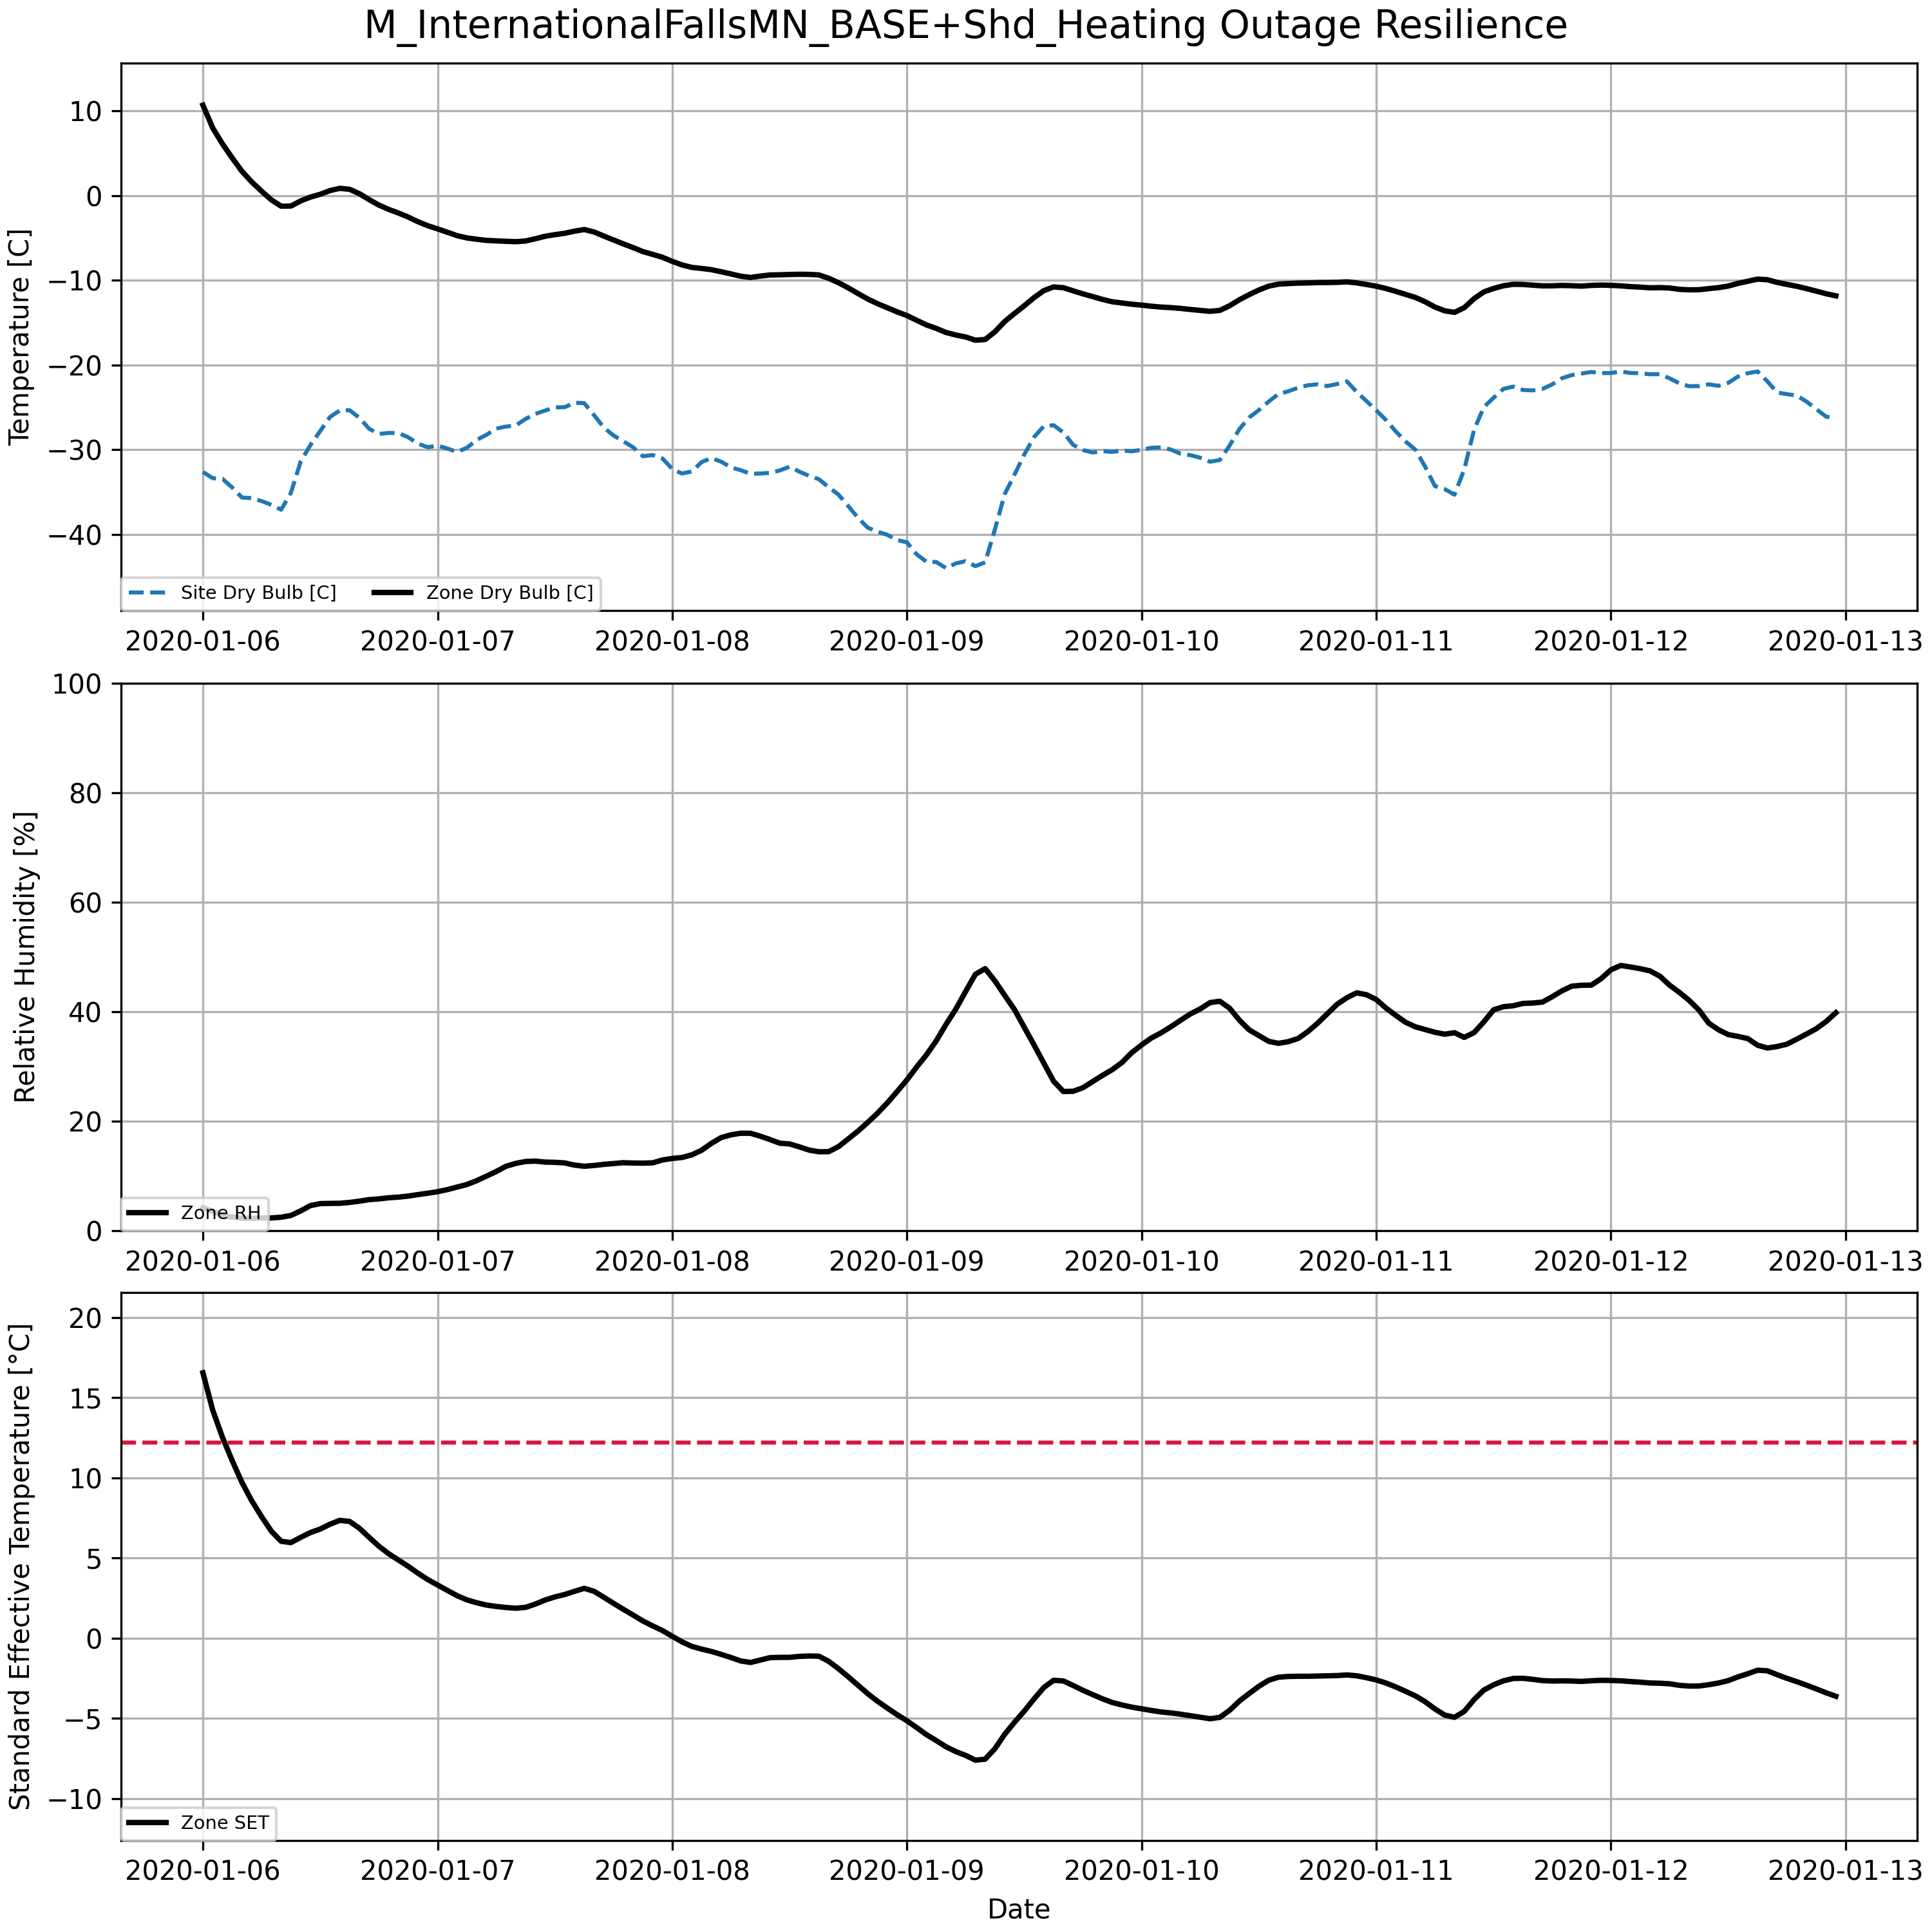 M_InternationalFallsMN_BASE+Shd_Heating Outage Resilience
Temperature [C]
10
0
−10
−20
−30
−40
Site Dry Bulb [C] Zone Dry Bulb [C]
2020-01-06 2020-01-07 2020-01-08 2020-01-09 2020-01-10 2020-01-11 2020-01-12 2020-01-13
Relative Humidity [%]
100
80
60
40
20
0
Zone RH
2020-01-06 2020-01-07 2020-01-08 2020-01-09 2020-01-10 2020-01-11 2020-01-12 2020-01-13
Standard Effective Temperature [°C]
20
15
10
5
0
−5
−10
Zone SET
2020-01-06 2020-01-07 2020-01-08 2020-01-09 2020-01-10 2020-01-11 2020-01-12 2020-01-13
Date